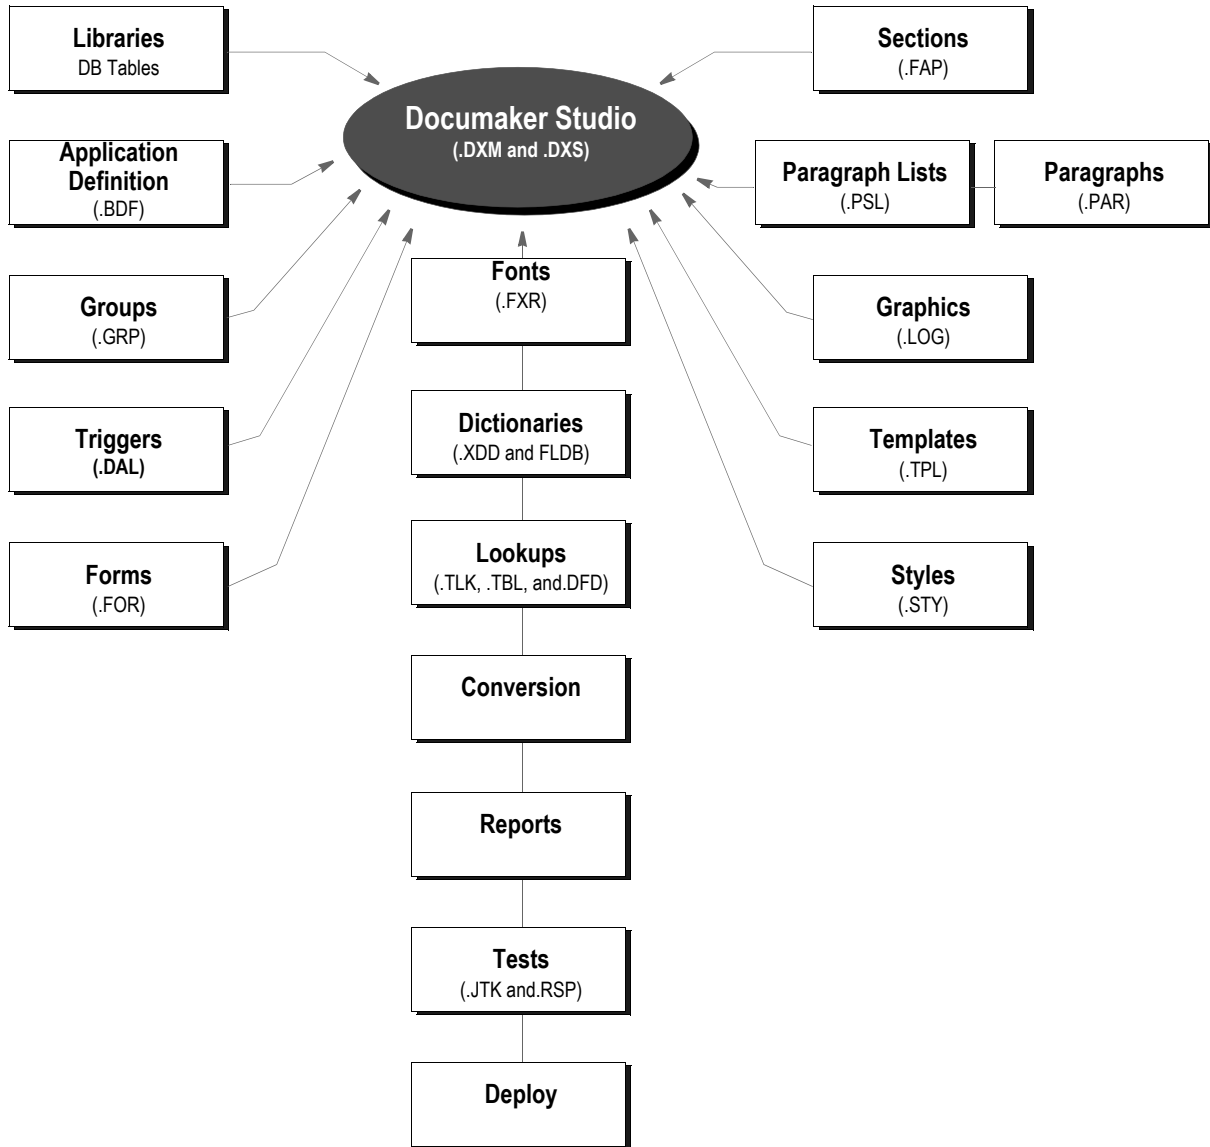 Libraries
DB Tables
Sections
(.FAP)
Documaker Studio
(.DXM and .DXS)
Application
Definition
(.BDF)
Paragraph Lists
(.PSL)
Paragraphs
(.PAR)
Groups
(.GRP)
Fonts
(.FXR)
Graphics
(.LOG)
Triggers
(.DAL)
Dictionaries
(.XDD and FLDB)
Templates
(.TPL)
Forms
(.FOR)
Lookups
(.TLK, .TBL, and.DFD)
Styles
(.STY)
Conversion
Reports
Tests
(.JTK and.RSP)
Deploy